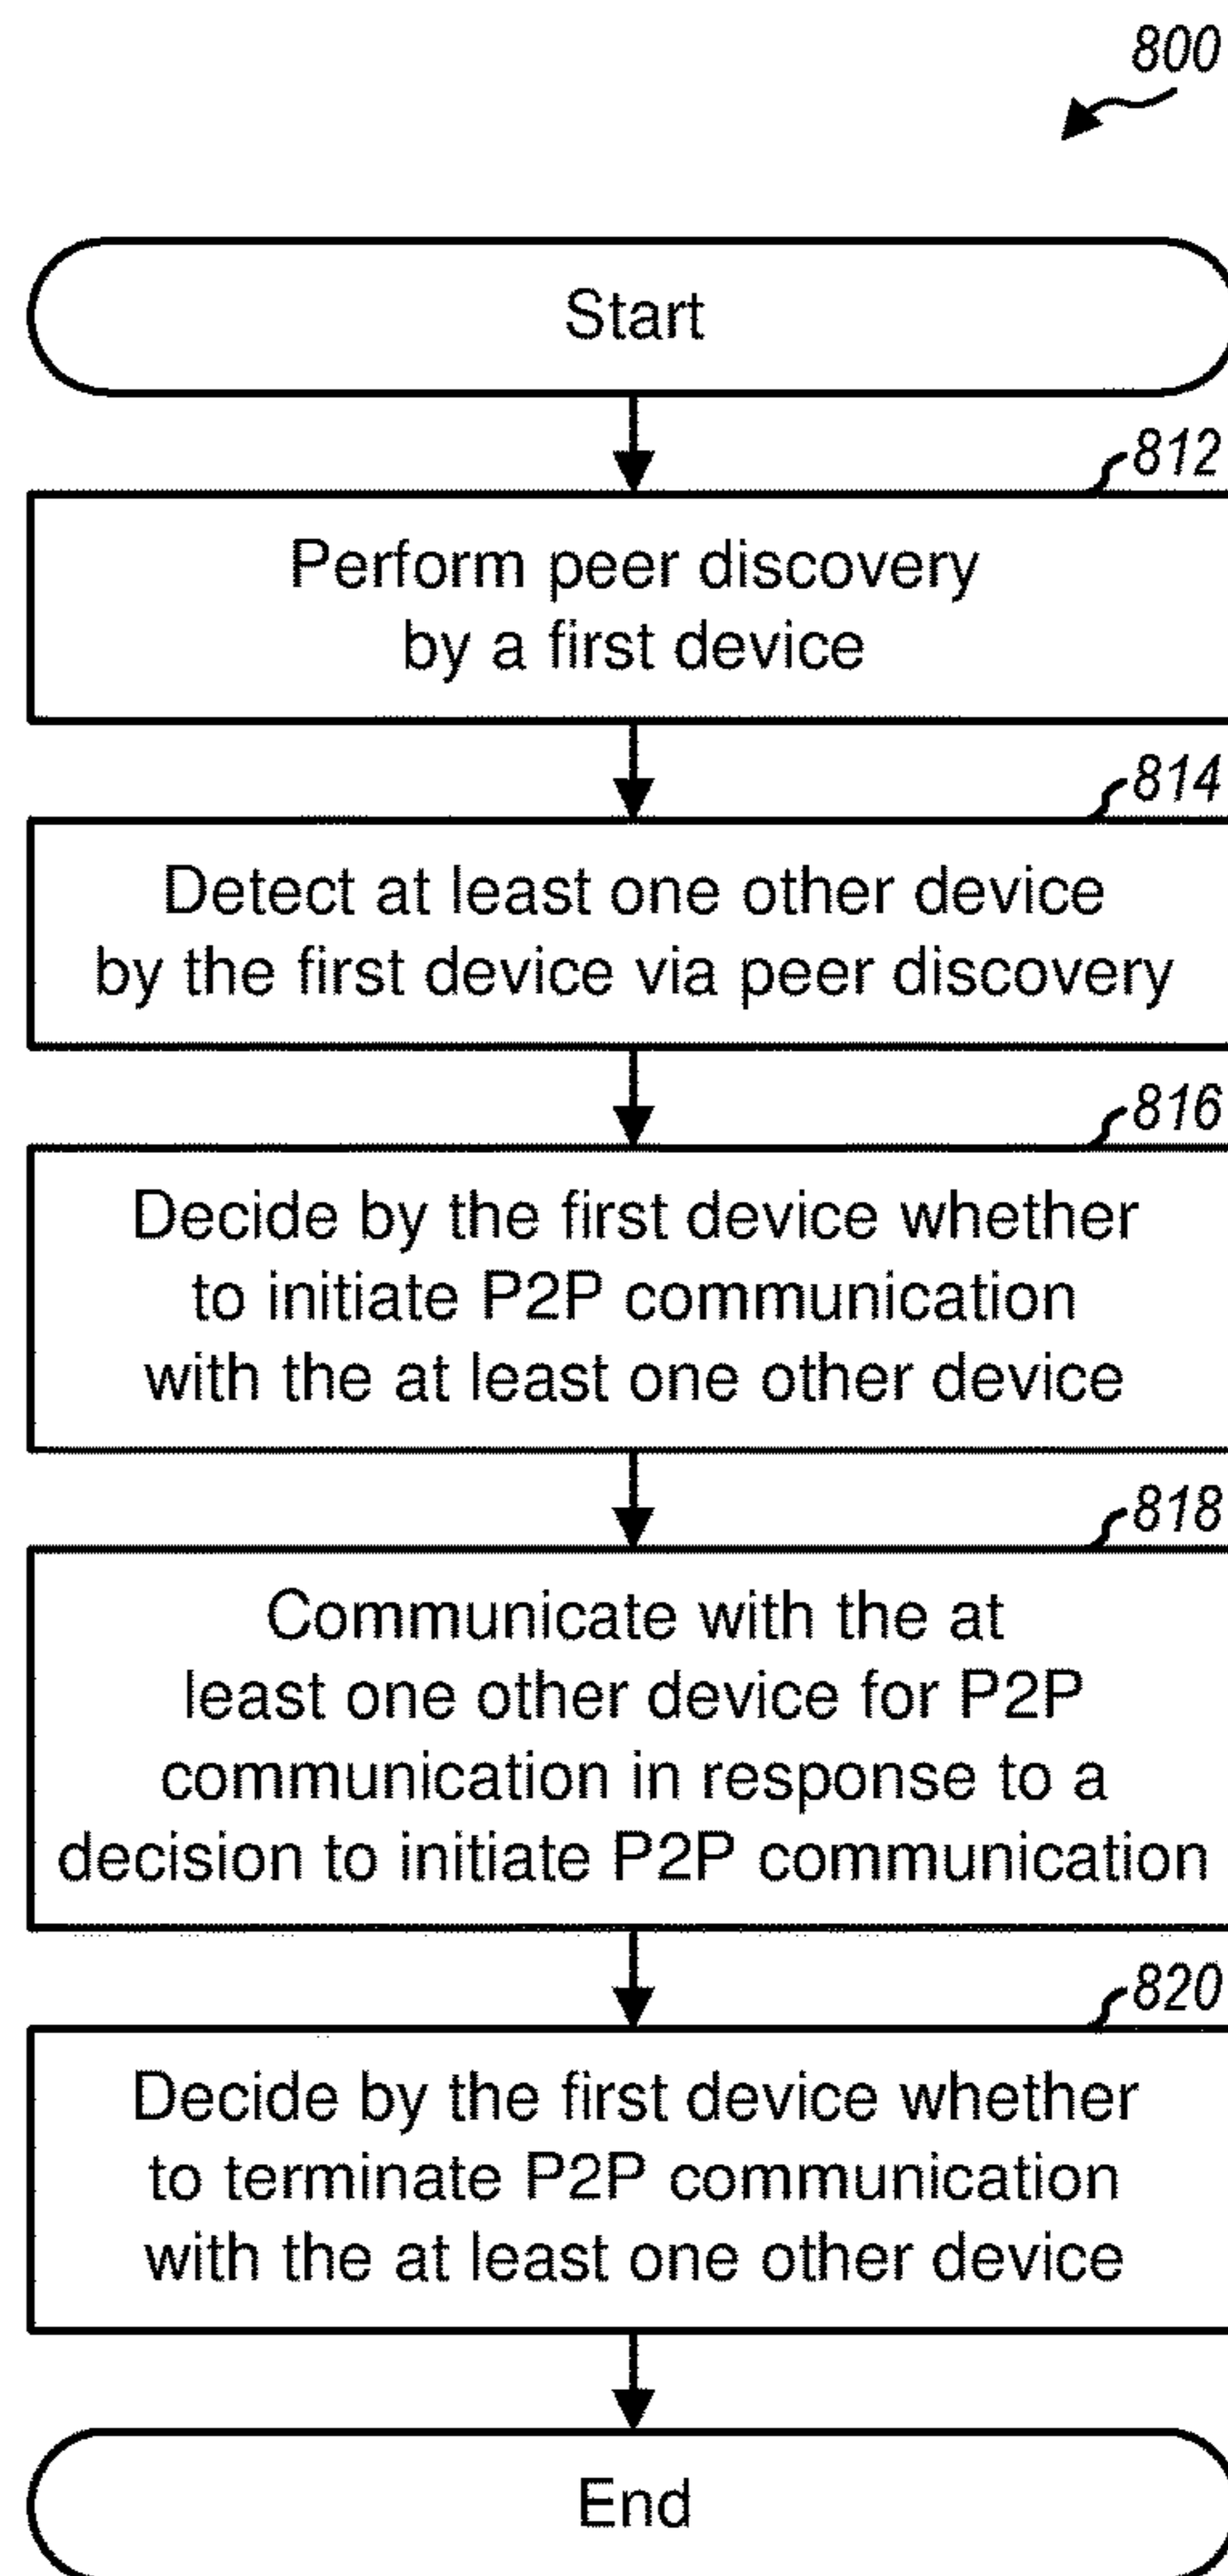 800
Start
812
Perform peer discovery
by a first device
814
Detect at least one other device
by the first device via peer discovery
816
Decide by the first device whether
to initiate P2P communication
with the at least one other device
818
Communicate with the at
least one other device for P2P
communication in response to a
decision to initiate P2P communication
820
Decide by the first device whether
to terminate P2P communication
with the at least one other device
End